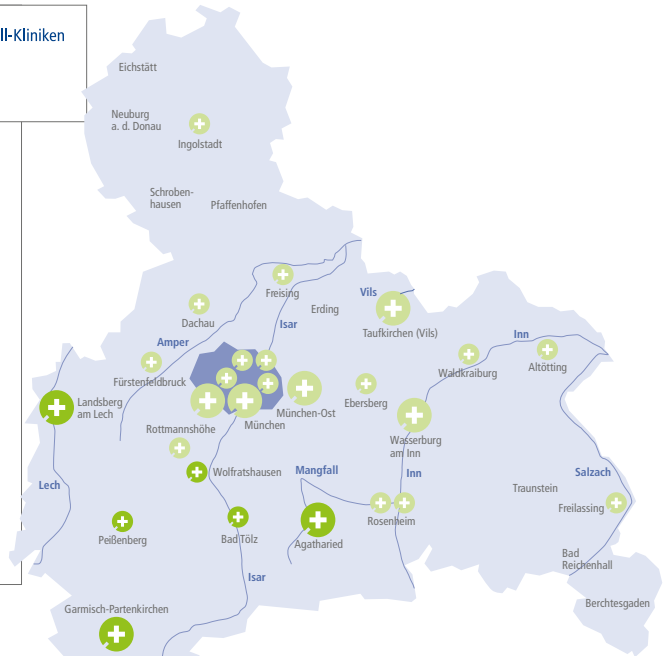 ll-Kliniken
Eichstätt
Neuburg
a. d. Donau
Ingolstadt
Schroben-
hausen
Pfaffenhofen
Freising
Vils
Erding
Dachau
Isar
Taufkirchen (Vils)
Inn
Amper
Waldkraiburg
Altötting
Fürstenfeldbruck
Ebersberg
Landsberg
am Lech
München-Ost
München
Rottmannshöhe
Wasserburg
am Inn
Wolfratshausen
Mangfall
Inn
Salzach
Lech
Traunstein
Freilassing
Rosenheim
Peißenberg
Bad Tölz
Agatharied
Bad
Reichenhall
Isar
Berchtesgaden
Garmisch-Partenkirchen